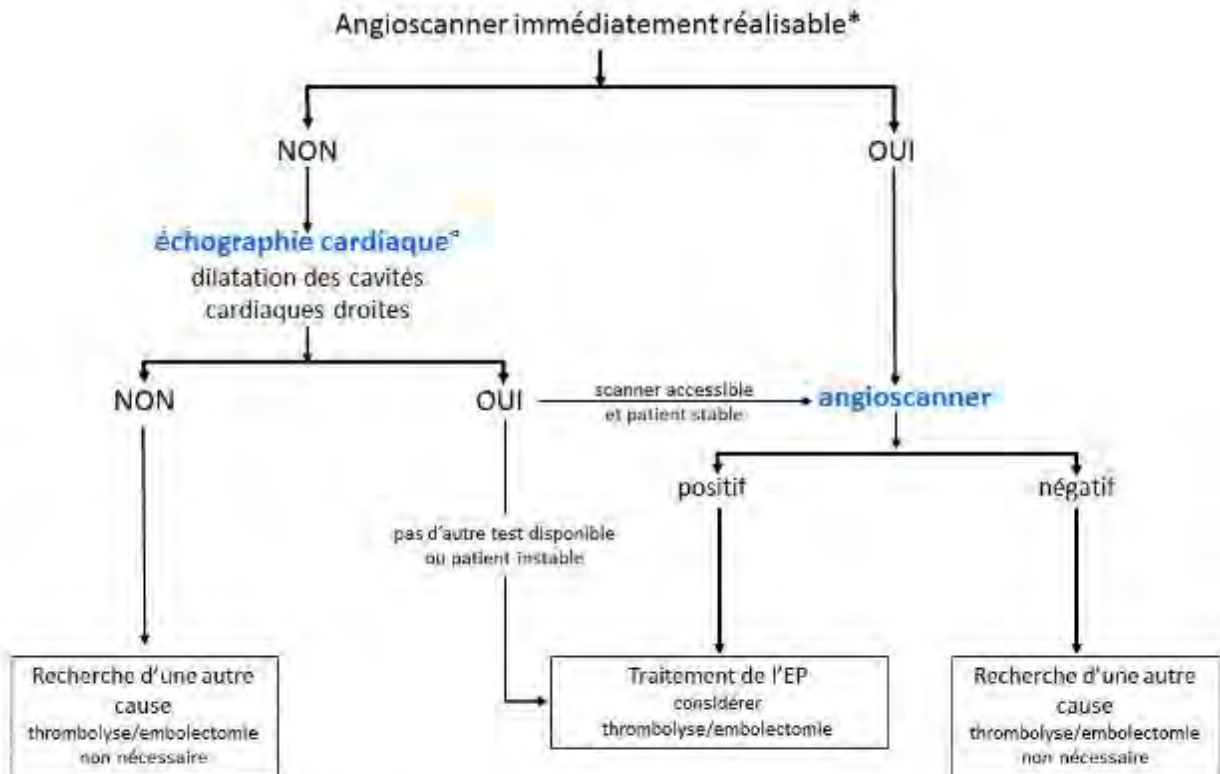 Angioscanner immédiatement réalisable*
NON
OUI
échographie cardiaque°
dilatation des cavités
cardiaques droites
NON
OUI
scanner accessible
et patient stable
angioscanner
positif
négatif
pas d'autre test disponible
ou patient instable
Recherche d'une autre
cause
thrombolyse/embolectomie
non nécessaire
Traitement de l'EP
considérer
thrombolyse/embolectomie
Recherche d'une autre
cause
thrombolyse/embolectomie
non nécessaire